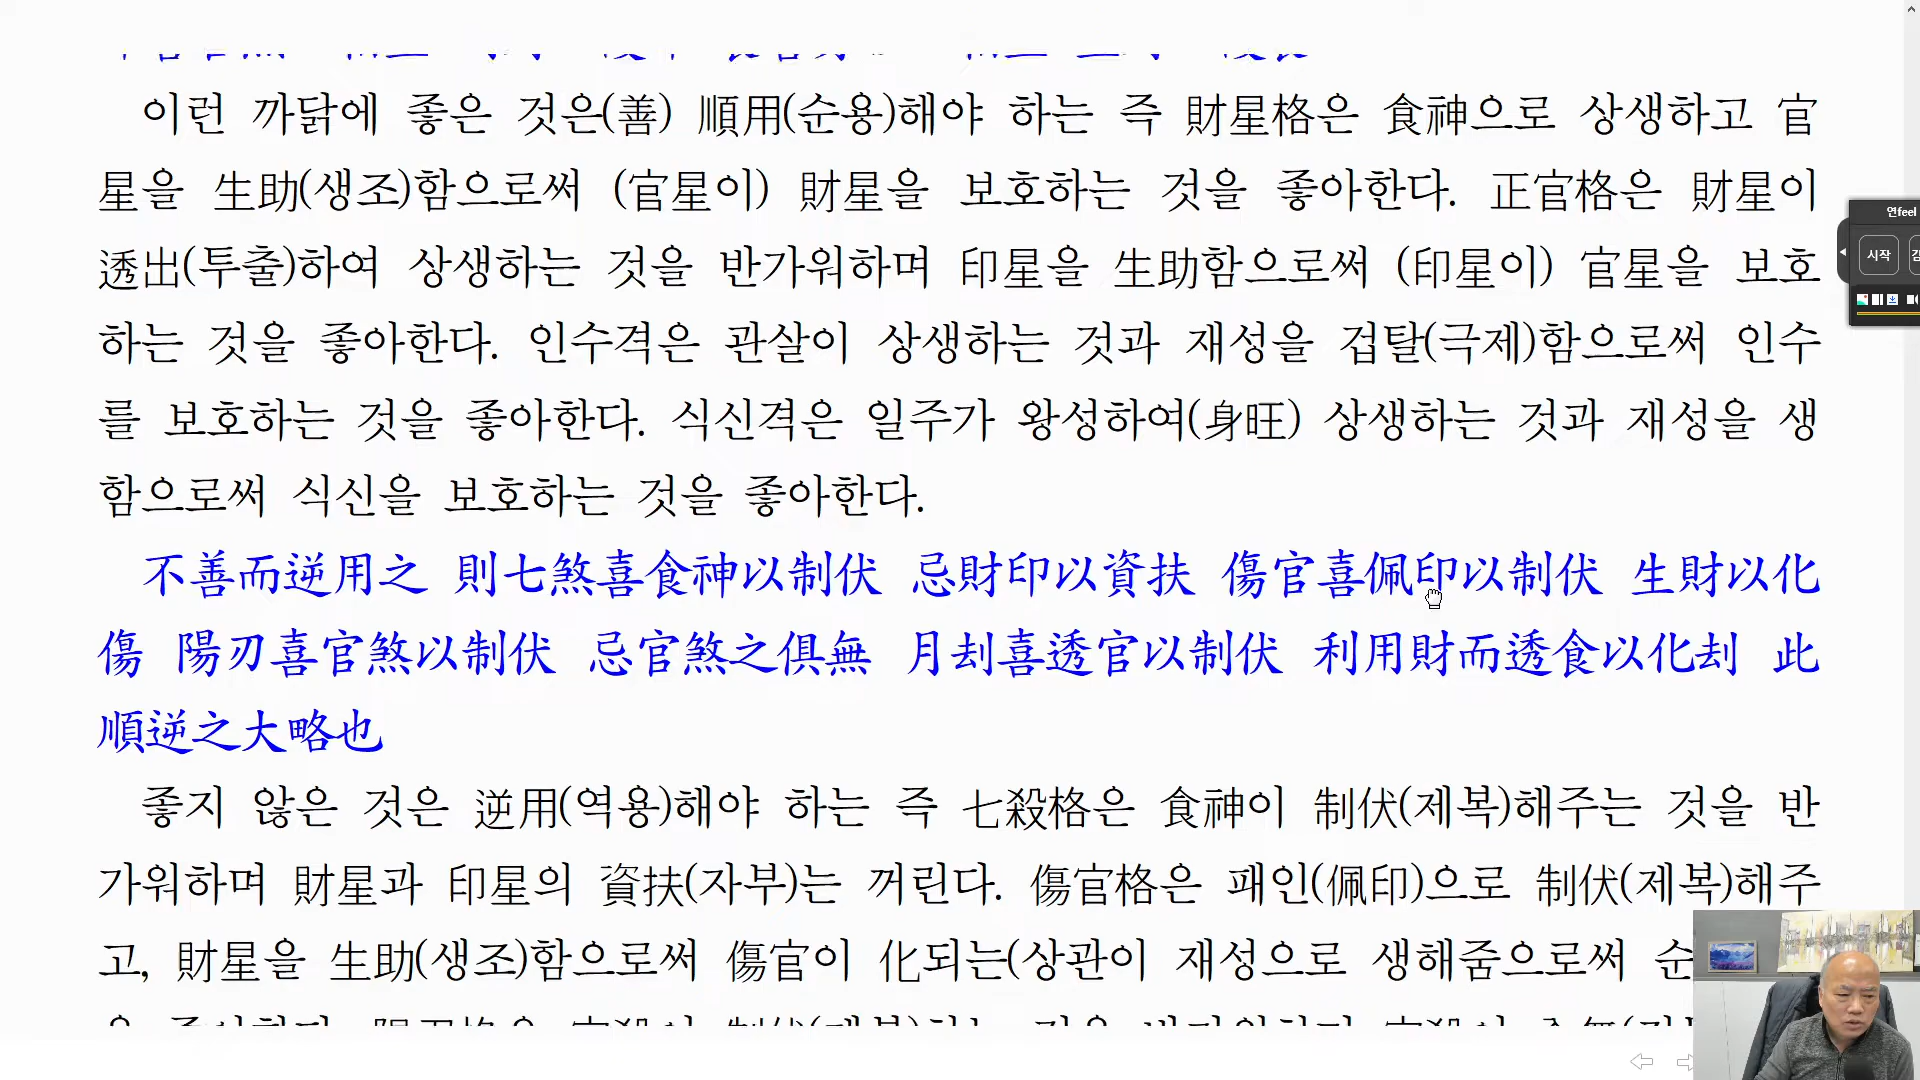 이런 까닭에 좋은 것은(善) 順用(순용)해야 하는 즉 財星格은 食神으로 상생하고 官
星을 生助(생조)함으로써 (官星이) 財星을 보호하는 것을 좋아한다. 正官格은 財星이
透出(투출)하여 상생하는 것을 반가워하며 印星을 生助함으로써 (印星이) 官星을 보호
하는 것을 좋아한다. 인수격은 관살이 상생하는 것과 재성을 겁탈(극제)함으로써 인수
를 보호하는 것을 좋아한다. 식신격은 일주가 왕성하여(身旺) 상생하는 것과 재성을 생
함으로써 식신을 보호하는 것을 좋아한다.
不善而逆用之 則七煞喜食神以制伏 忌財印以資扶 傷官喜佩印以制伏 生財以化
傷 陽刃喜官煞以制伏 忌官煞之俱無 月刦喜透官以制伏 利用財而透食以化刦 此
順逆之大略也
좋지 않은 것은 逆用(역용)해야 하는 즉 七殺格은 食神이 制伏(제복)해주는 것을 반
가워하며 財星과 印星의 資扶(자부)는 꺼린다. 傷官格은 패인(佩印)으로 制伏(제복)해주
고, 財星을 生助(생조)함으로써 傷官이 化되는(상관이 재성으로 생해줌으로써 순
연feel
시작